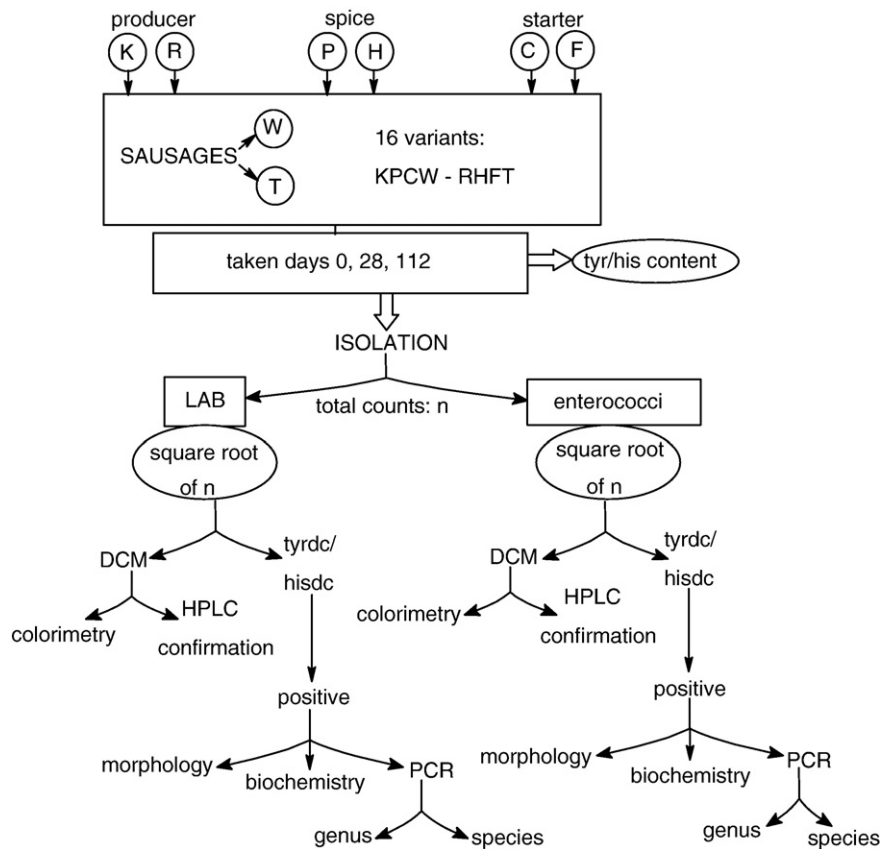 producer spice starter
K R P H C F
W
SAUSAGES
T
16 variants:
KPCW - RHFT
taken days 0, 28, 112
tyr/his content
ISOLATION
LAB
total counts: n
enterococci
square root
of n
square root
of n
DCM
tyrdc/
hisdc
colorimetry
HPLC
confirmation
DCM
tyrdc/
hisdc
colorimetry
HPLC
confirmation
positive
morphology
biochemistry
PCR
genus
species
positive
morphology
biochemistry
PCR
genus
species